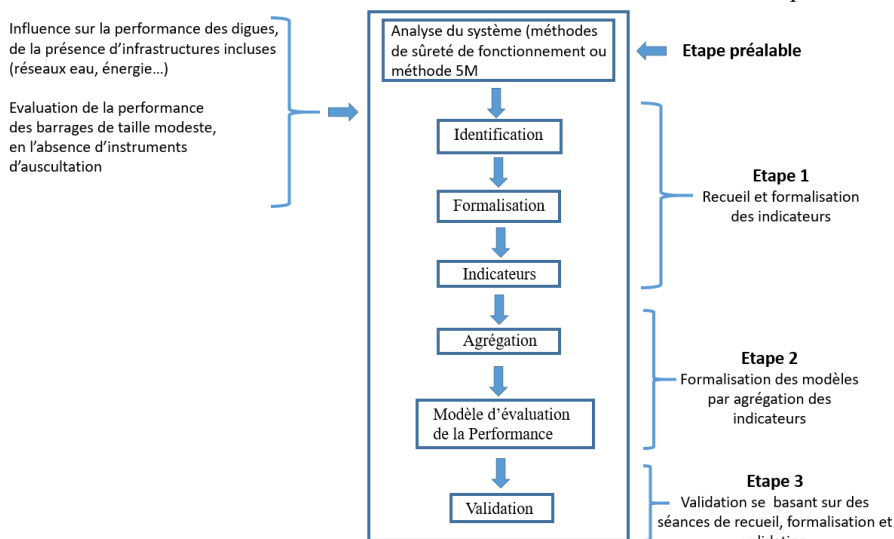 Influence sur la performance des digues,
de la présence d'infrastructures incluses
(réseaux eau, énergie...)
Evaluation de la performance
des barrages de taille modeste,
en l'absence d'instruments
d'auscultation
Analyse du système (méthodes
de sûreté de fonctionnement ou
méthode 5M
Etape préalable
Identification
Formalisation
Indicateurs
Etape 1
Recueil et formalisation
des indicateurs
Agrégation
Modèle d'évaluation
de la Performance
Etape 2
Formalisation des modèles
par agrégation des
indicateurs
Validation
Etape 3
Validation se basant sur des
séances de recueil, formalisation et